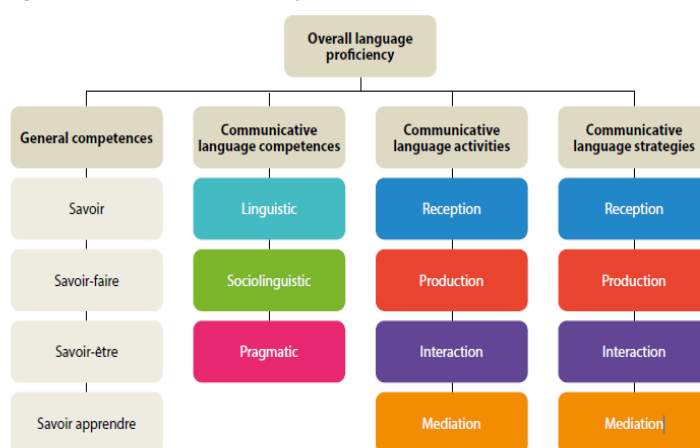 Overall language
proficiency
General competences
Communicative
language competences
Communicative
language activities
Communicative
language strategies
Savoir
Linguistic
Reception
Reception
Savoir-faire
Sociolinguistic
Production
Production
Savoir-être
Pragmatic
Interaction
Interaction
Savoir apprendre
Mediation
Mediation